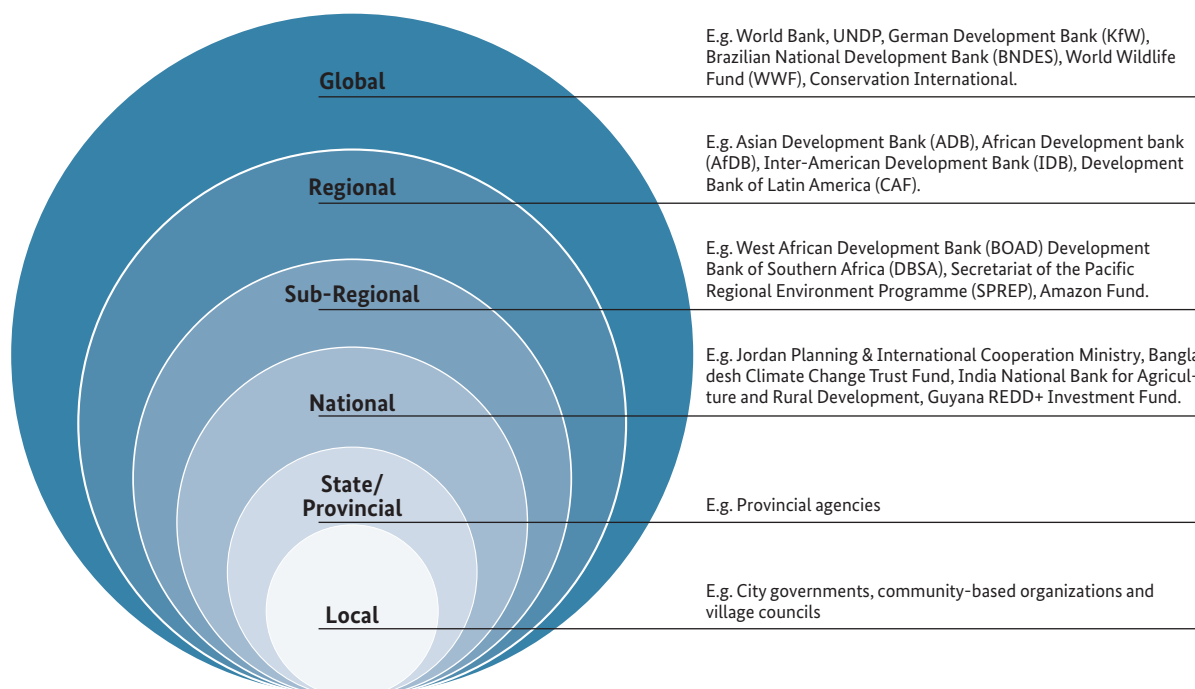 Global
E.g. World Bank, UNDP, German Development Bank (KfW),
Brazilian National Development Bank (BNDES), World Wildlife
Fund (WWF), Conservation International.
Regional
E.g. Asian Development Bank (ADB), African Development bank
(AfDB), Inter-American Development Bank (IDB), Development
Bank of Latin America (CAF).
Sub-Regional
E.g. West African Development Bank (BOAD) Development
Bank of Southern Africa (DBSA), Secretariat of the Pacific
Regional Environment Programme (SPREP), Amazon Fund.
National
E.g. Jordan Planning & International Cooperation Ministry, Bangla
desh Climate Change Trust Fund, India National Bank for Agricul-
ture and Rural Development, Guyana REDD+ Investment Fund.
State/
Provincial
E.g. Provincial agencies
Local
E.g. City governments, community-based organizations and
village councils